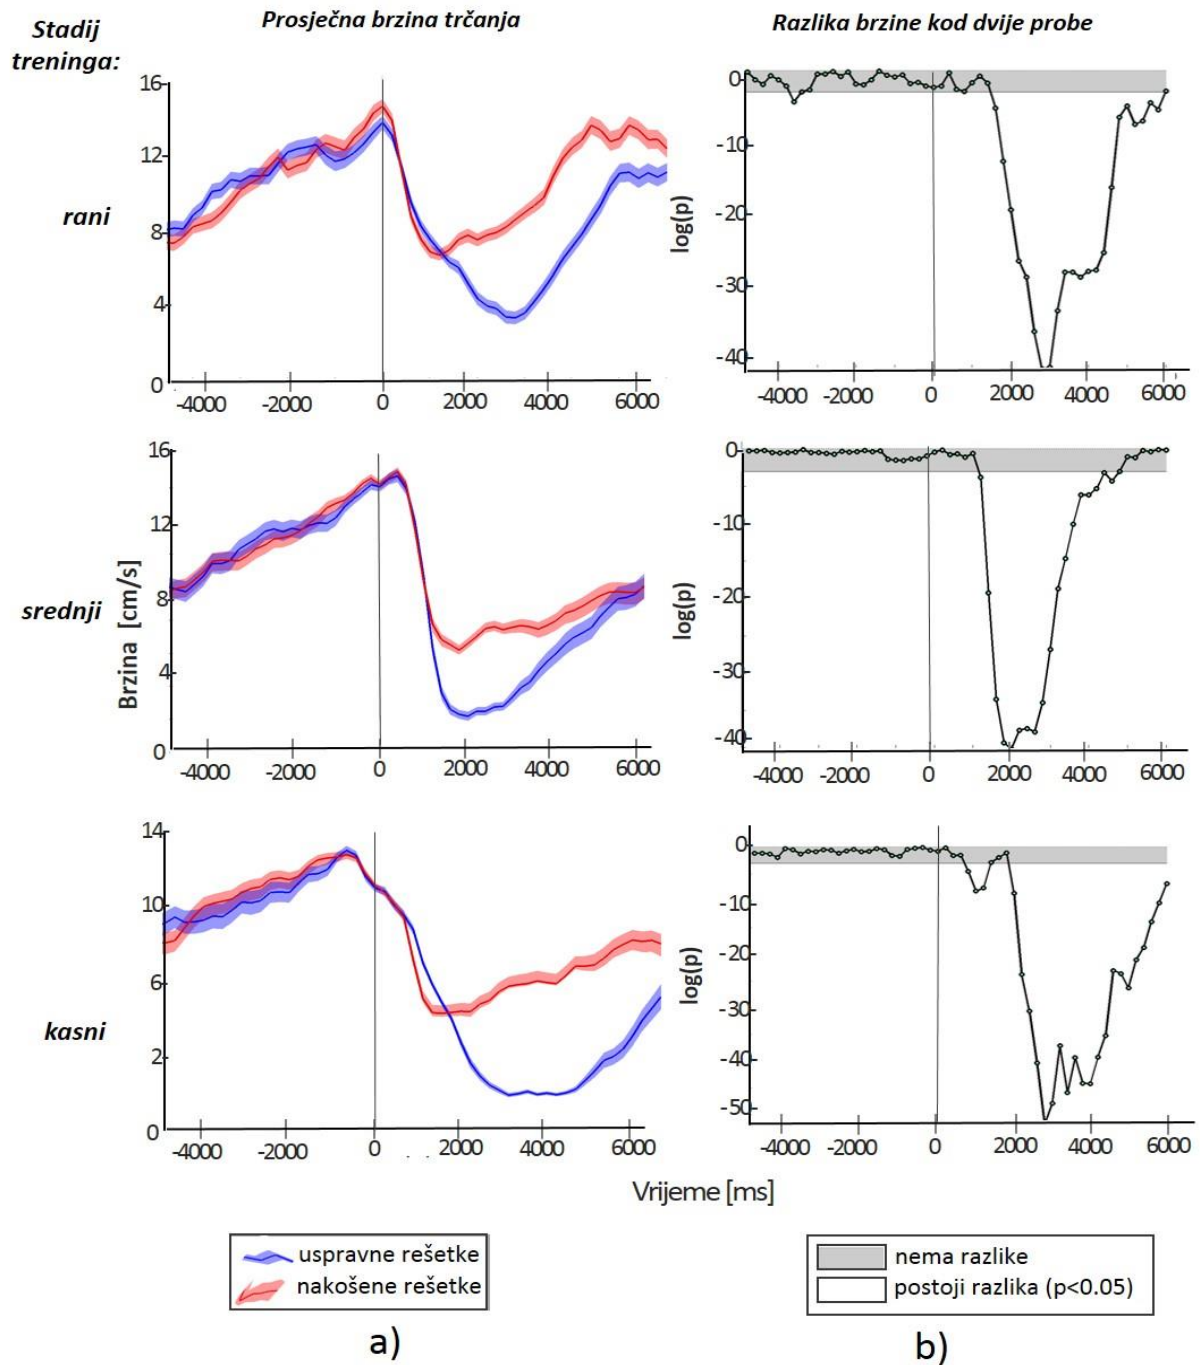 Stadij
treninga:
Prosječna brzina trčanja
Razlika brzine kod dvije probe
rani
16
12
8
4
0
-4000 -2000 0 2000 4000 6000
log(p)
0
-10
-20
-30
-40
-4000 -2000 0 2000 4000 6000
srednji
Brzina [cm/s]
16
12
8
4
0
-4000 -2000 0 2000 4000 6000
log(p)
0
-10
-20
-30
-40
-4000 -2000 0 2000 4000 6000
kasni
14
10
6
2
0
-4000 -2000 0 2000 4000 6000
log(p)
0
-10
-20
-30
-40
-50
-4000 -2000 0 2000 4000 6000
Vrijeme [ms]
uspravne rešetke
nakošene rešetke
nema razlike
postoji razlika (p<0.05)
a)
b)